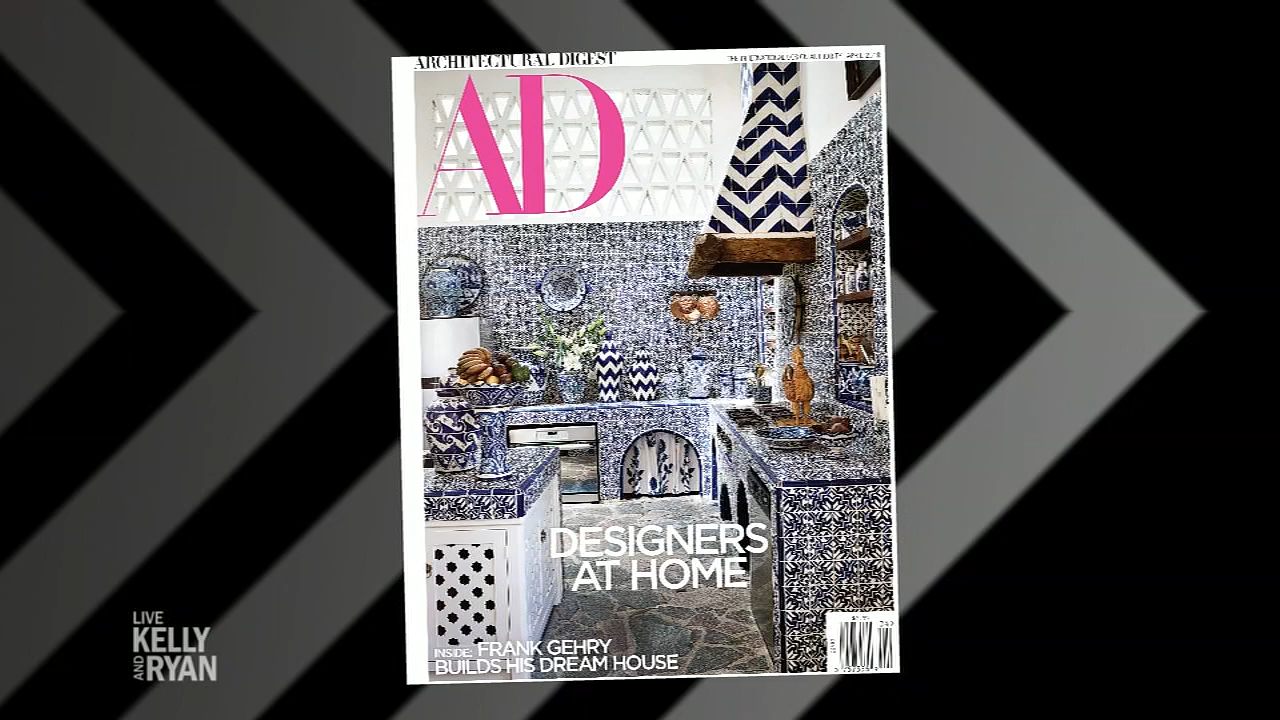 ARCHITECTURAL DIGEST
AD
DESIGNERS
AT HOME
INSIDE: FRANK GEHRY
BUILDS HIS DREAM HOUSE
LIVE
KELLY
AND RYAN